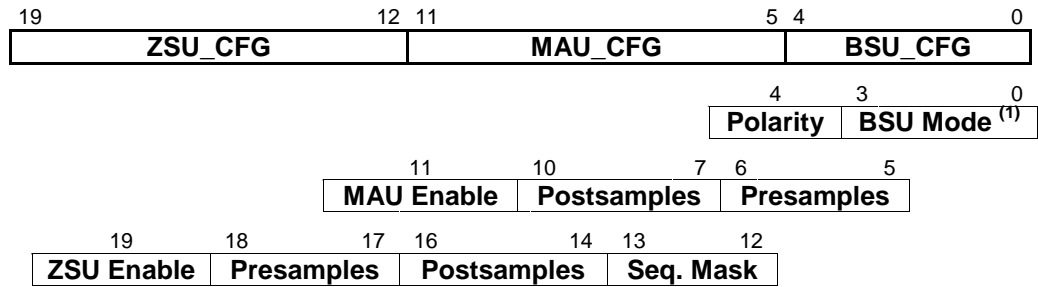 19 12 11 5 4 0
ZSU_CFG MAU_CFG BSU_CFG
4 3 0
Polarity BSU Mode (1)
11 10 7 6 5
MAU Enable Postsamples Presamples
19 18 17 16 14 13 12
ZSU Enable Presamples Postsamples Seq. Mask